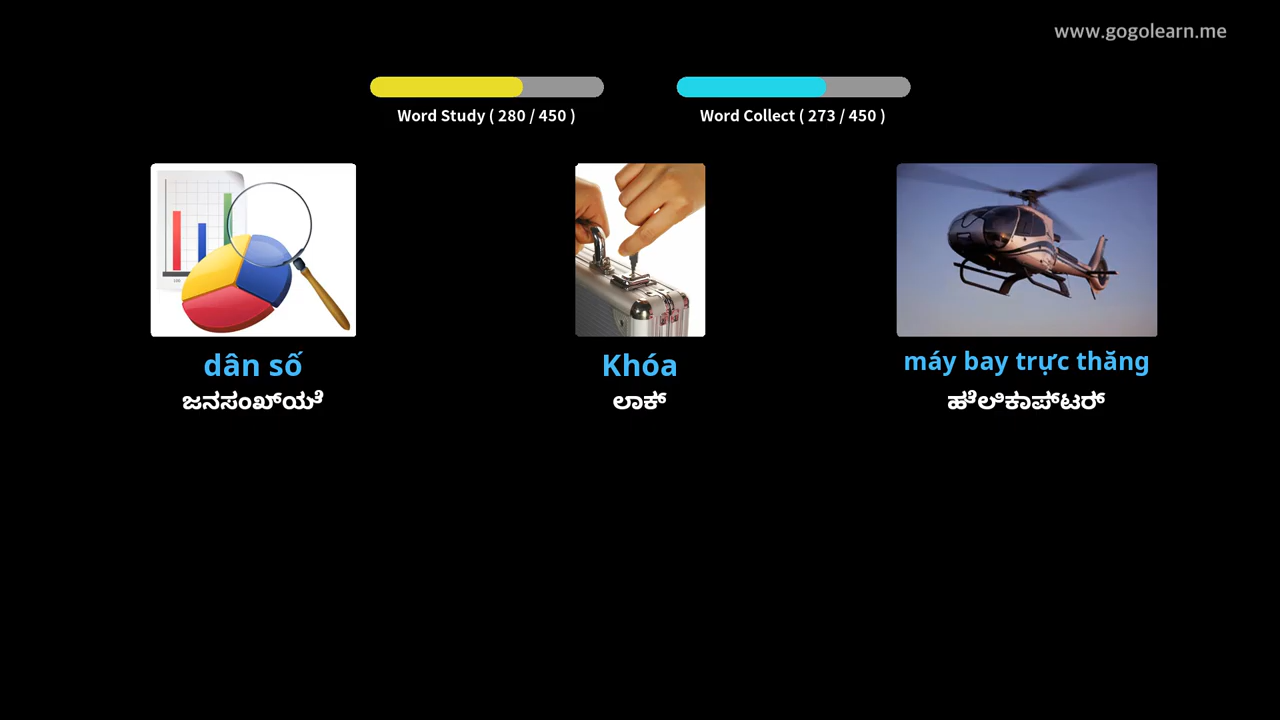 www.gogolearn.me
Word Study ( 280 / 450 )
Word Collect ( 273 / 450 )
dân số
ಜನಸಂಖ್ಯೆ
Khóa
ಲಾಕ್
máy bay trực thăng
ಹೆಲಿಕಾಪ್ಟರ್